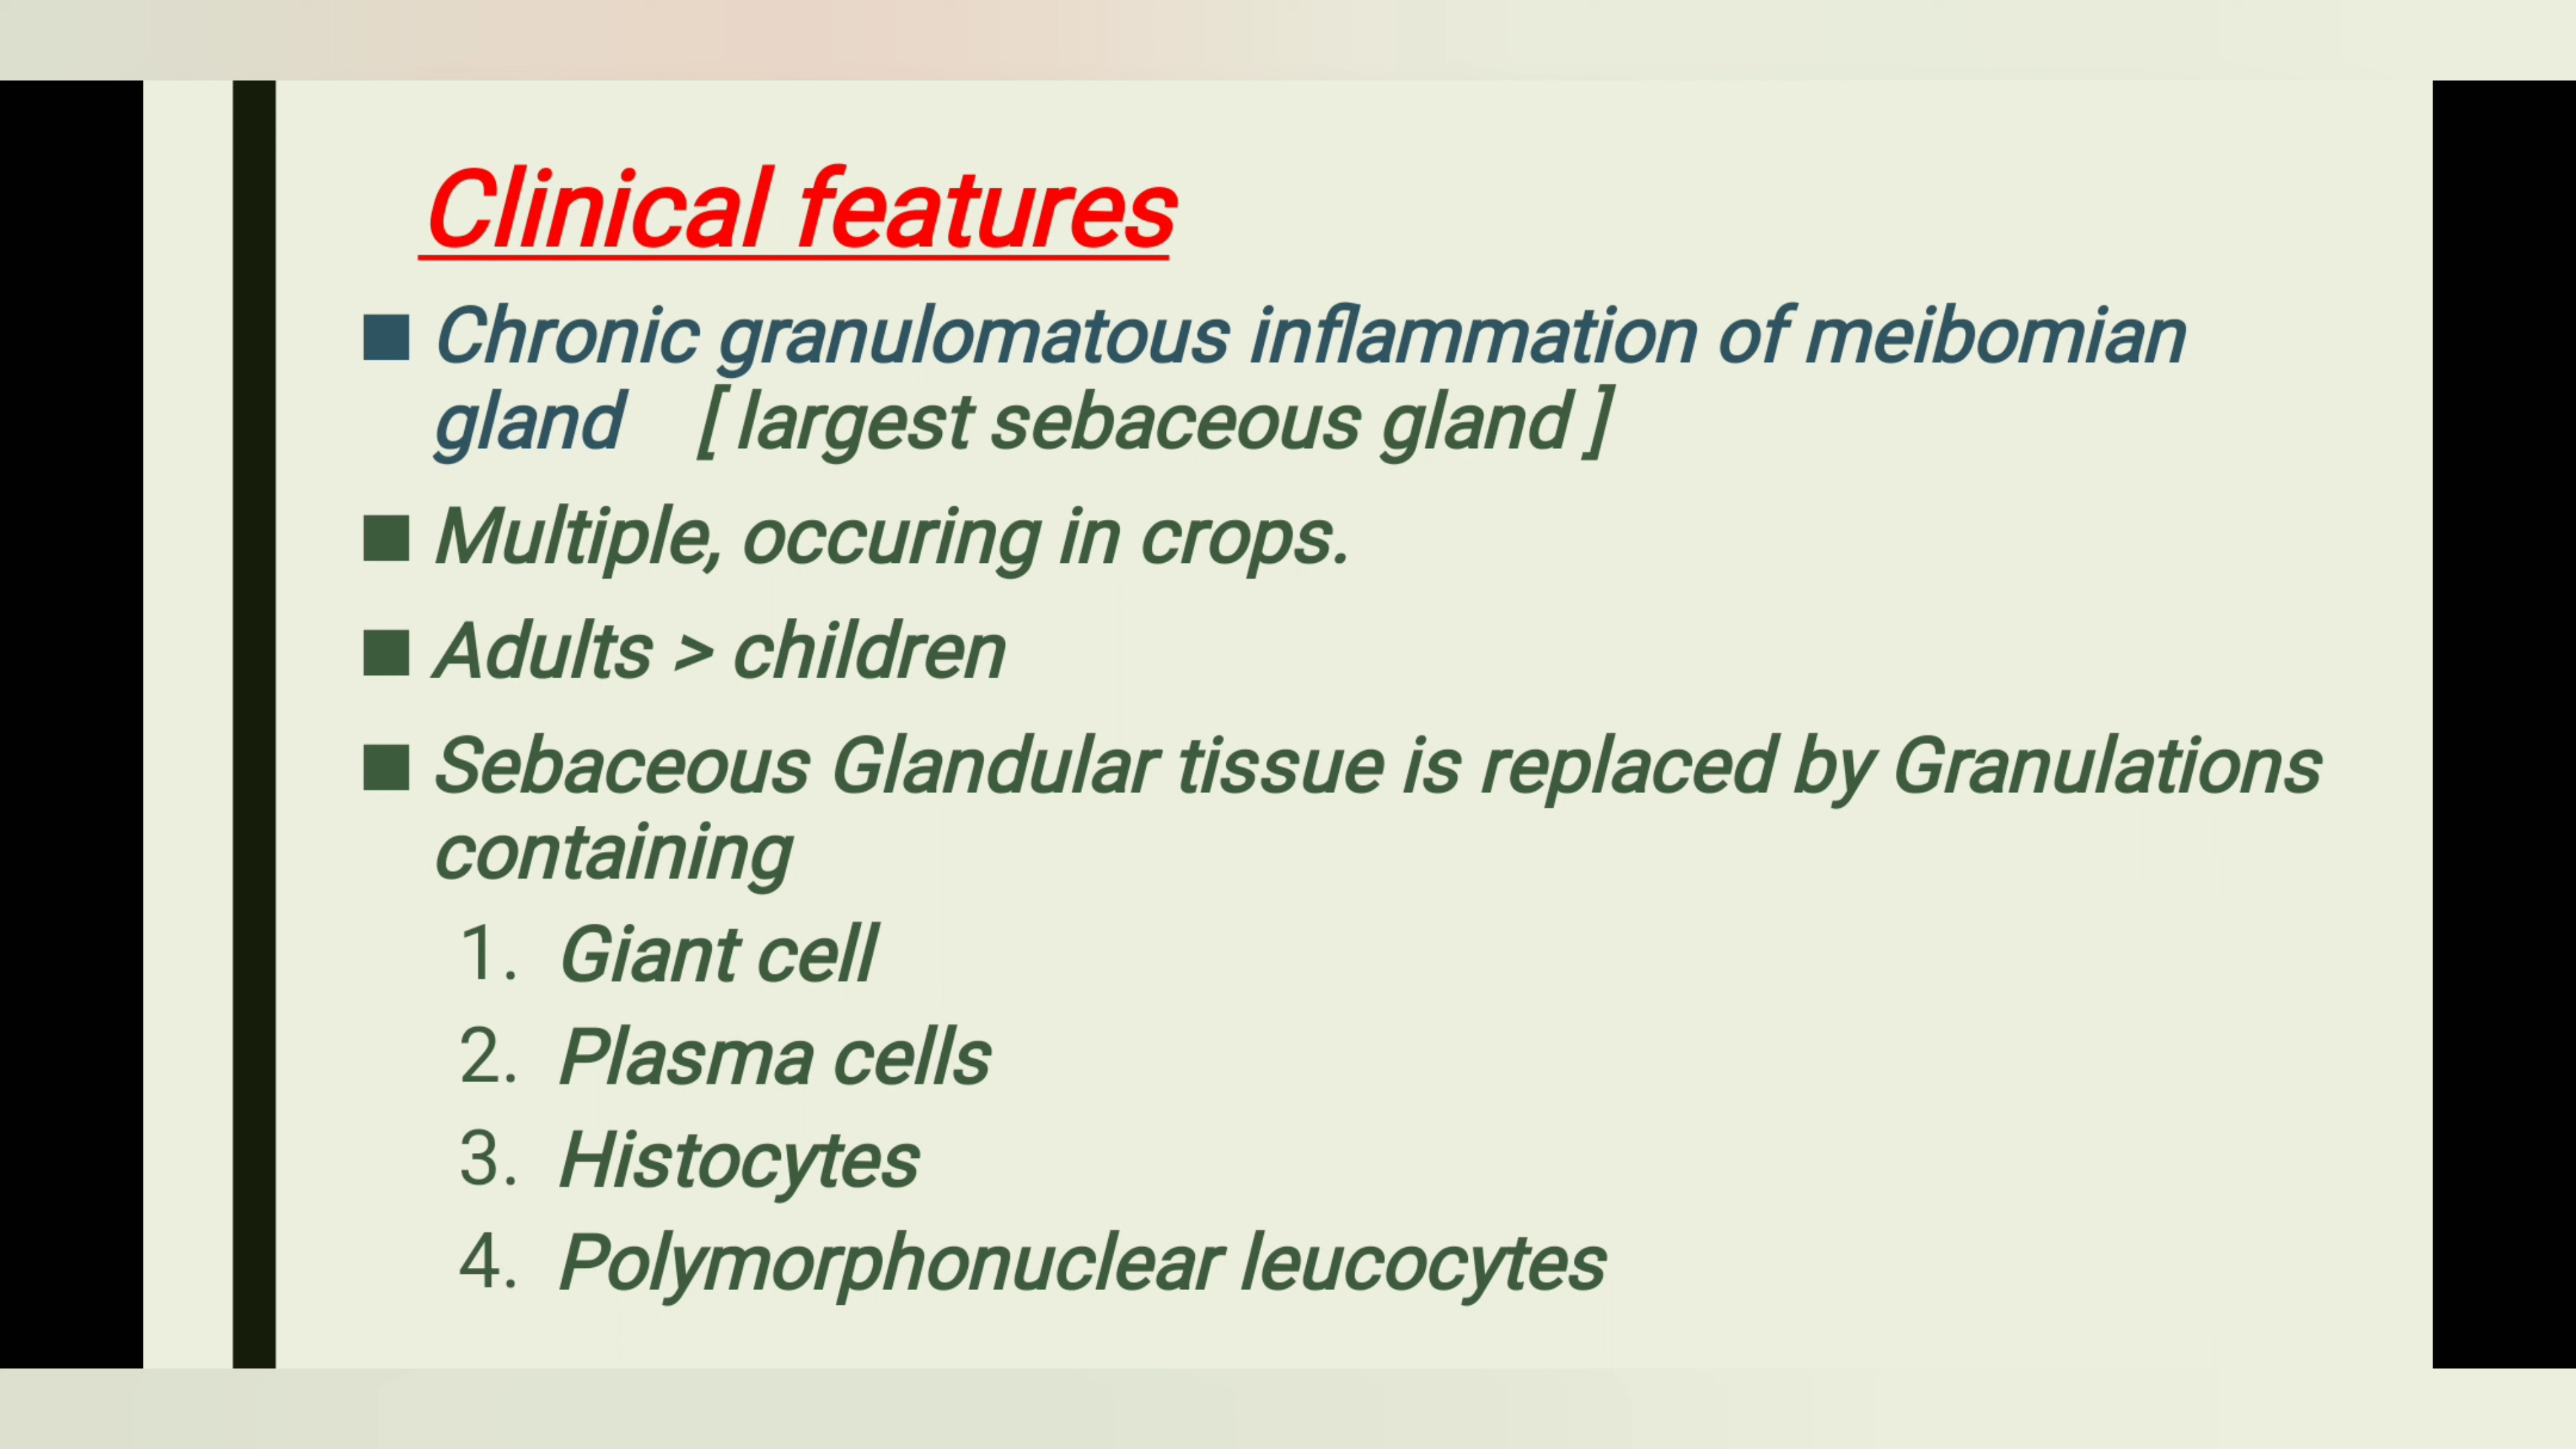 Clinical features
■ Chronic granulomatous inflammation of meibomian
gland [ largest sebaceous gland ]
■ Multiple, occuring in crops.
■ Adults > children
■ Sebaceous Glandular tissue is replaced by Granulations
containing
1. Giant cell
2. Plasma cells
3. Histocytes
4. Polymorphonuclear leucocytes